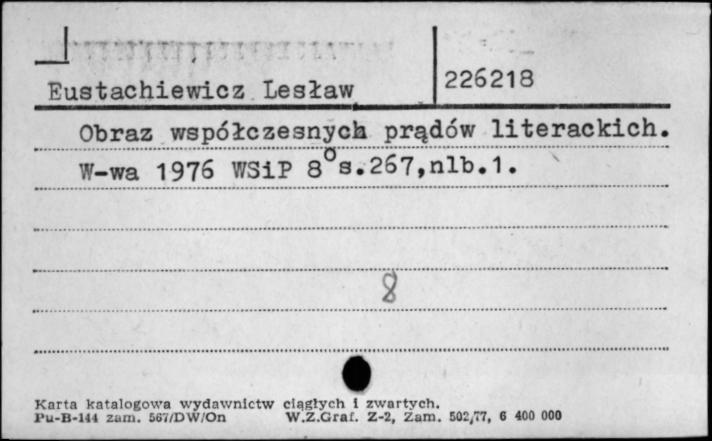 Eustachiewicz Lesław 226218
Obraz współczesnych prądów literackich.
W-wa 1976 WSiP 8° s.267,nlb.1.
8
Karta katalogowa wydawnictw ciągłych i zwartych.
Pu-B-144 zam. 567/DW/On W.Z.Graf. Z-2, Zam. 502/77, 6 400 000